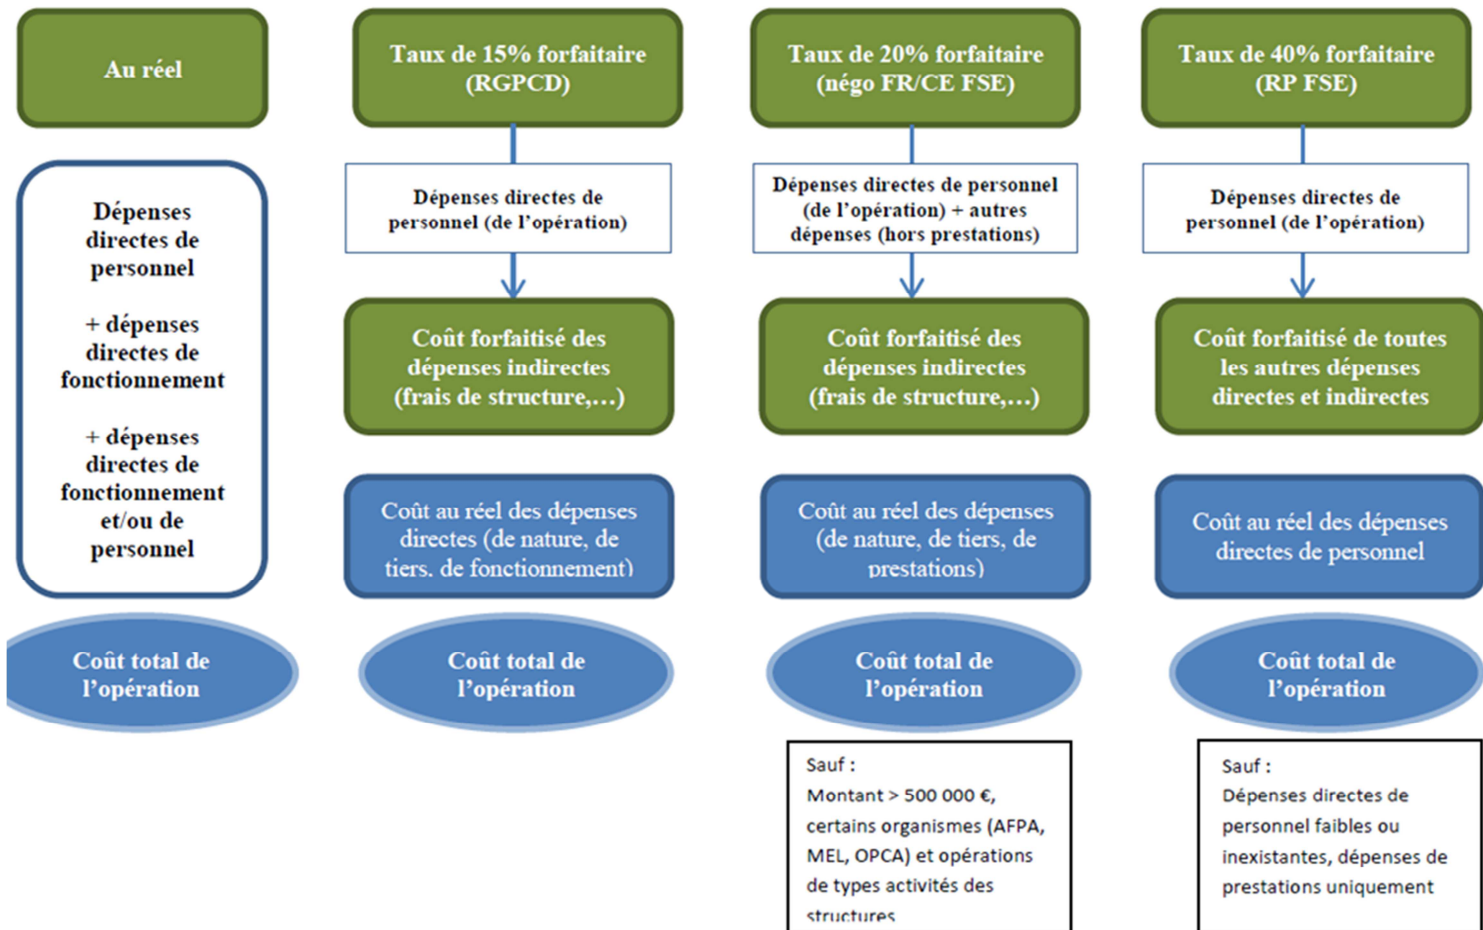 Au réel
Dépenses
directes de
personnel
+ dépenses
directes de
fonctionnement
+ dépenses
directes de
fonctionnement
et/ou de
personnel
Coût total de
l’opération
Taux de 15% forfaitaire
(RGPCD)
Dépenses directes de
personnel (de l’opération)
Coût forfaitisé des
dépenses indirectes
(frais de structure,…)
Coût au réel des dépenses
directes (de nature, de
tiers, de fonctionnement)
Coût total de
l’opération
Taux de 20% forfaitaire
(négo FR/CE FSE)
Dépenses directes de personnel
(de l’opération) + autres
dépenses (hors prestations)
Coût forfaitisé des
dépenses indirectes
(frais de structure,…)
Coût au réel des dépenses
(de nature, de tiers, de
prestations)
Coût total de
l’opération
Sauf :
Montant > 500 000 €,
certains organismes (AFPA,
MEL, OPCA) et opérations
de types activités des
structures
Taux de 40% forfaitaire
(RP FSE)
Dépenses directes de
personnel (de l’opération)
Coût forfaitisé de toutes
les autres dépenses
directes et indirectes
Coût au réel des dépenses
directes de personnel
Coût total de
l’opération
Sauf :
Dépenses directes de
personnel faibles ou
inexistantes, dépenses de
prestations uniquement